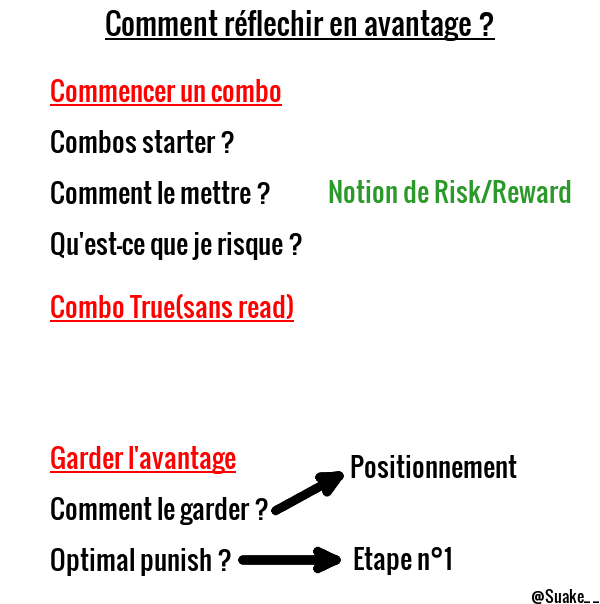 Comment réflechir en avantage ?
Commencer un combo
Combos starter ?
Comment le mettre ?
Notion de Risk/Reward
Qu'est-ce que je risque ?
Combo True(sans read)
Garder l'avantage
Positionnement
Comment le garder ?
Optimal punish ?
Etape n°1
@Suake__